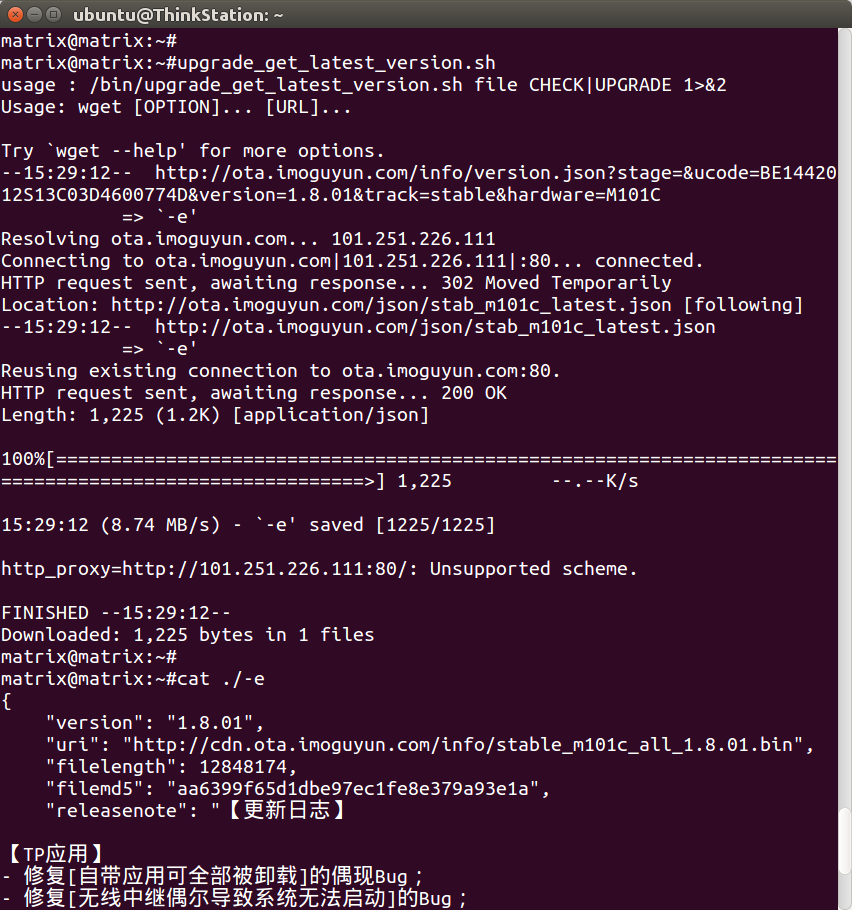 ubuntu@ThinkStation: ~
matrix@matrix:~#
matrix@matrix:~#upgrade_get_latest_version.sh
usage : /bin/upgrade_get_latest_version.sh file CHECK|UPGRADE 1>&2
Usage: wget [OPTION]... [URL]...
Try `wget --help' for more options.
--15:29:12--  http://ota.imoguyun.com/info/version.json?stage=&ucode=BE14420
12S13C03D4600774D&version=1.8.01&track=stable&hardware=M101C
           => `-e'
Resolving ota.imoguyun.com... 101.251.226.111
Connecting to ota.imoguyun.com|101.251.226.111|:80... connected.
HTTP request sent, awaiting response... 302 Moved Temporarily
Location: http://ota.imoguyun.com/json/stab_m101c_latest.json [following]
--15:29:12--  http://ota.imoguyun.com/json/stab_m101c_latest.json
           => `-e'
Reusing existing connection to ota.imoguyun.com:80.
HTTP request sent, awaiting response... 200 OK
Length: 1,225 (1.2K) [application/json]
100%[=======================================================================
=================================>] 1,225         --.--K/s
15:29:12 (8.74 MB/s) - `-e' saved [1225/1225]
http_proxy=http://101.251.226.111:80/: Unsupported scheme.
FINISHED --15:29:12--
Downloaded: 1,225 bytes in 1 files
matrix@matrix:~#
matrix@matrix:~#cat ./-e
{
    "version": "1.8.01",
    "uri": "http://cdn.ota.imoguyun.com/info/stable_m101c_all_1.8.01.bin",
    "filelength": 12848174,
    "filemd5": "aa6399f65d1dbe97ec1fe8e379a93e1a",
    "releasenote": "【更新日志】
【TP应用】
- 修复[自带应用可全部被卸载]的偶现Bug；
- 修复[无线中继偶尔导致系统无法启动]的Bug；